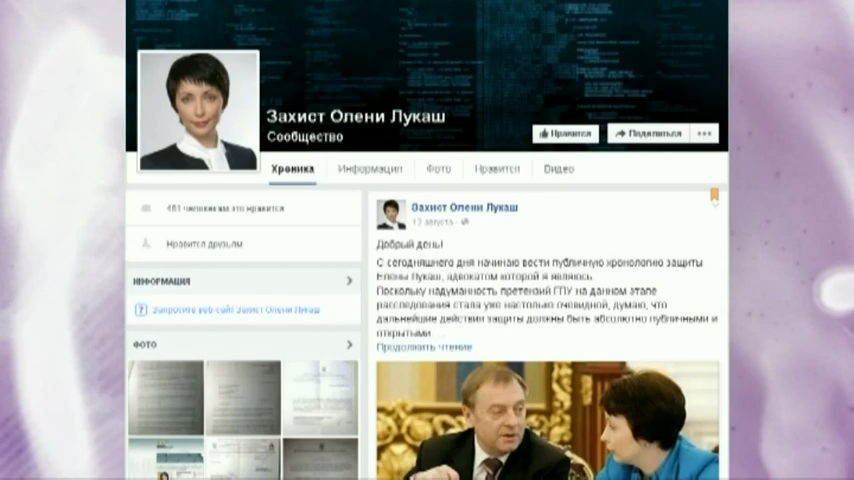 Захист Олени Лукаш
Сообщество
Нравится
Поделиться
Хроника
Информация
Фото
Нравится
Видео
481 человекам это нравится
Нравится друзьям
ИНФОРМАЦИЯ
Запросите веб-сайт Захист Олени Лукаш
ФОТО
Захист Олени Лукаш
12 августа
Добрый день!
С сегодняшнего дня начинаю вести публичную хронологию защиты
Елены Лукаш, адвокатом которой я являюсь.
Поскольку надуманность претензий ГПУ на данном этапе
расследования стала уже настолько очевидной, думаю, что
дальнейшие действия защиты должны быть абсолютно публичными и
открытыми
Продолжить чтение